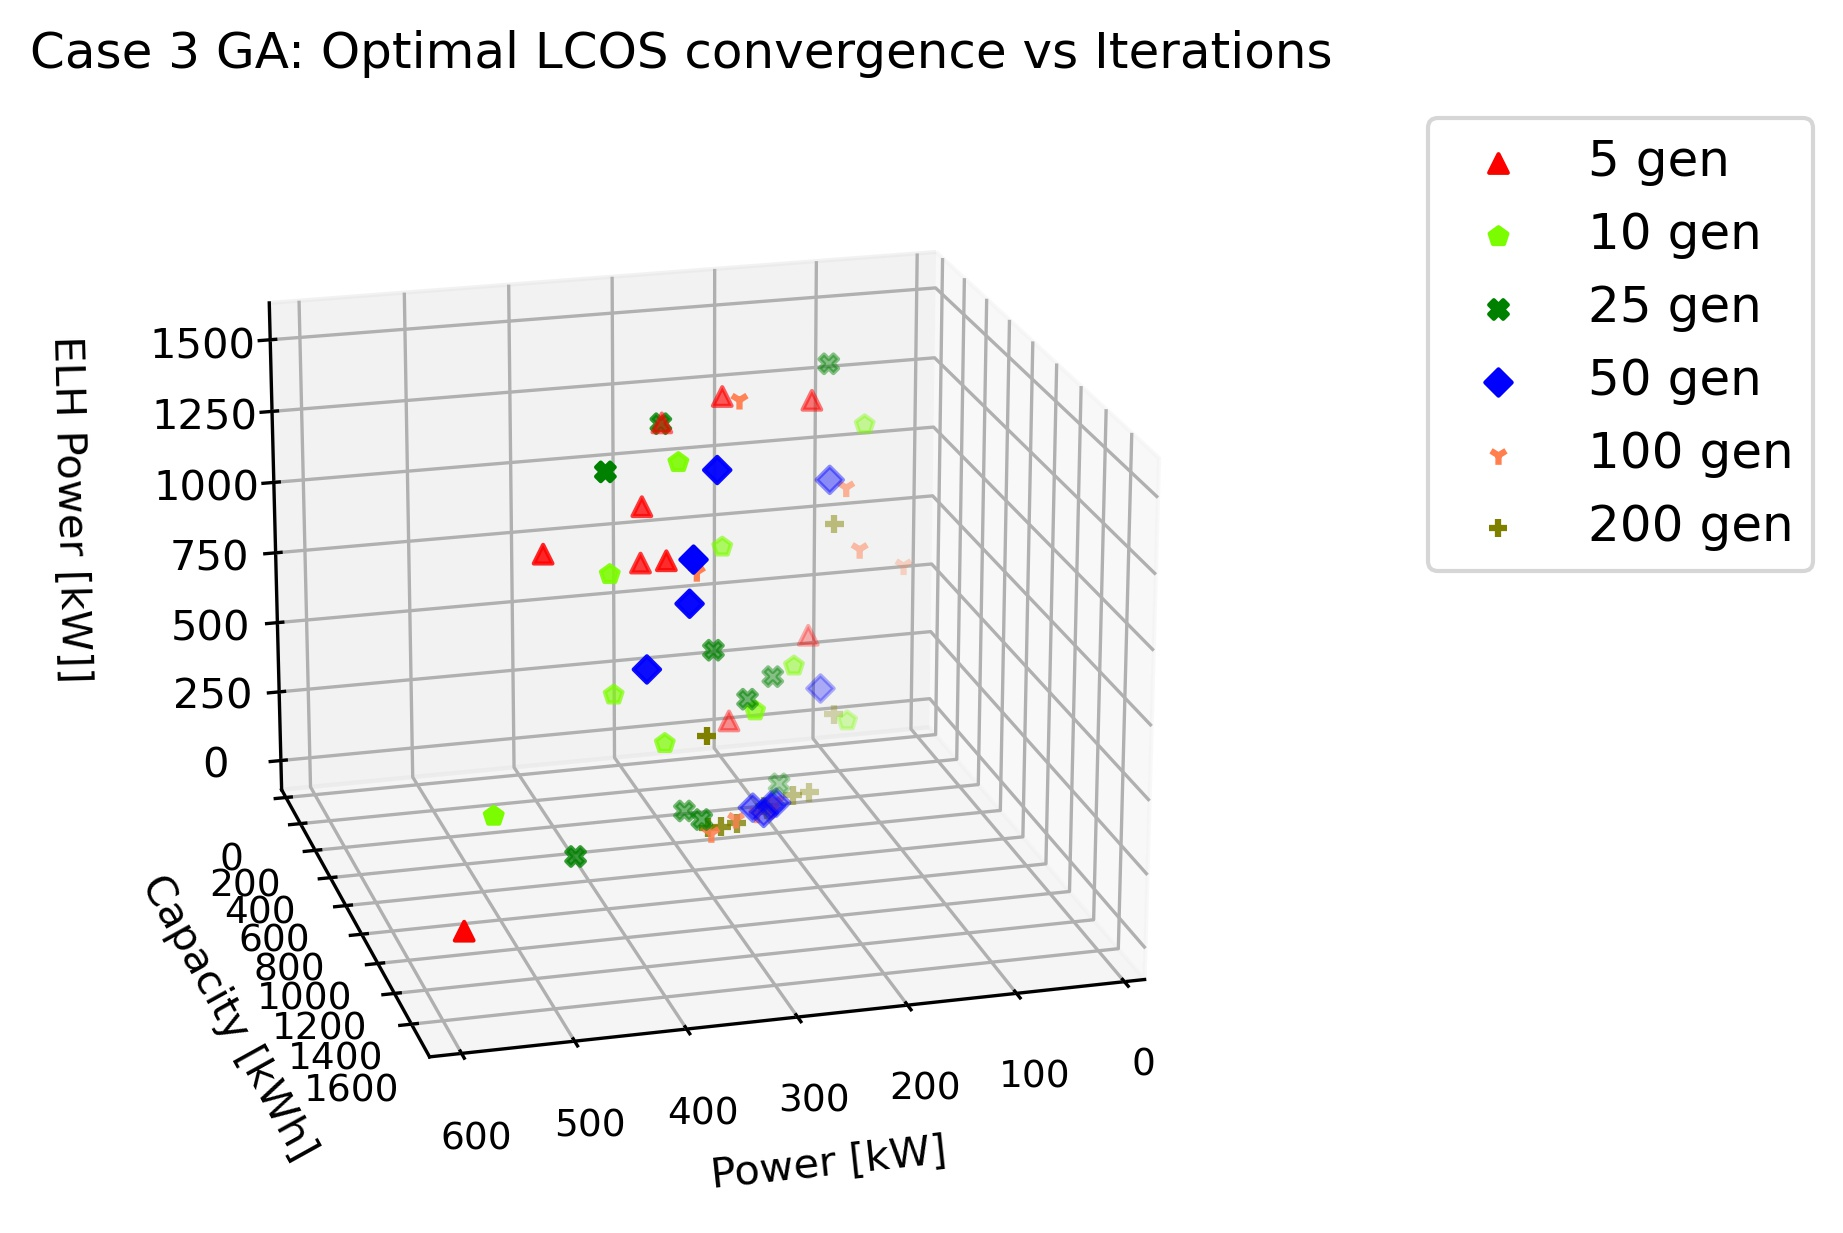 Case 3 GA: Optimal LCOS convergence vs Iterations
5 gen
10 gen
25 gen
50 gen
100 gen
200 gen
ELH Power [kW]]
1500
1250
1000
750
500
250
0
Capacity [kWh]
0
200
400
600
800
1000
1200
1400
1600
600
500
400
300
200
100
0
Power [kW]